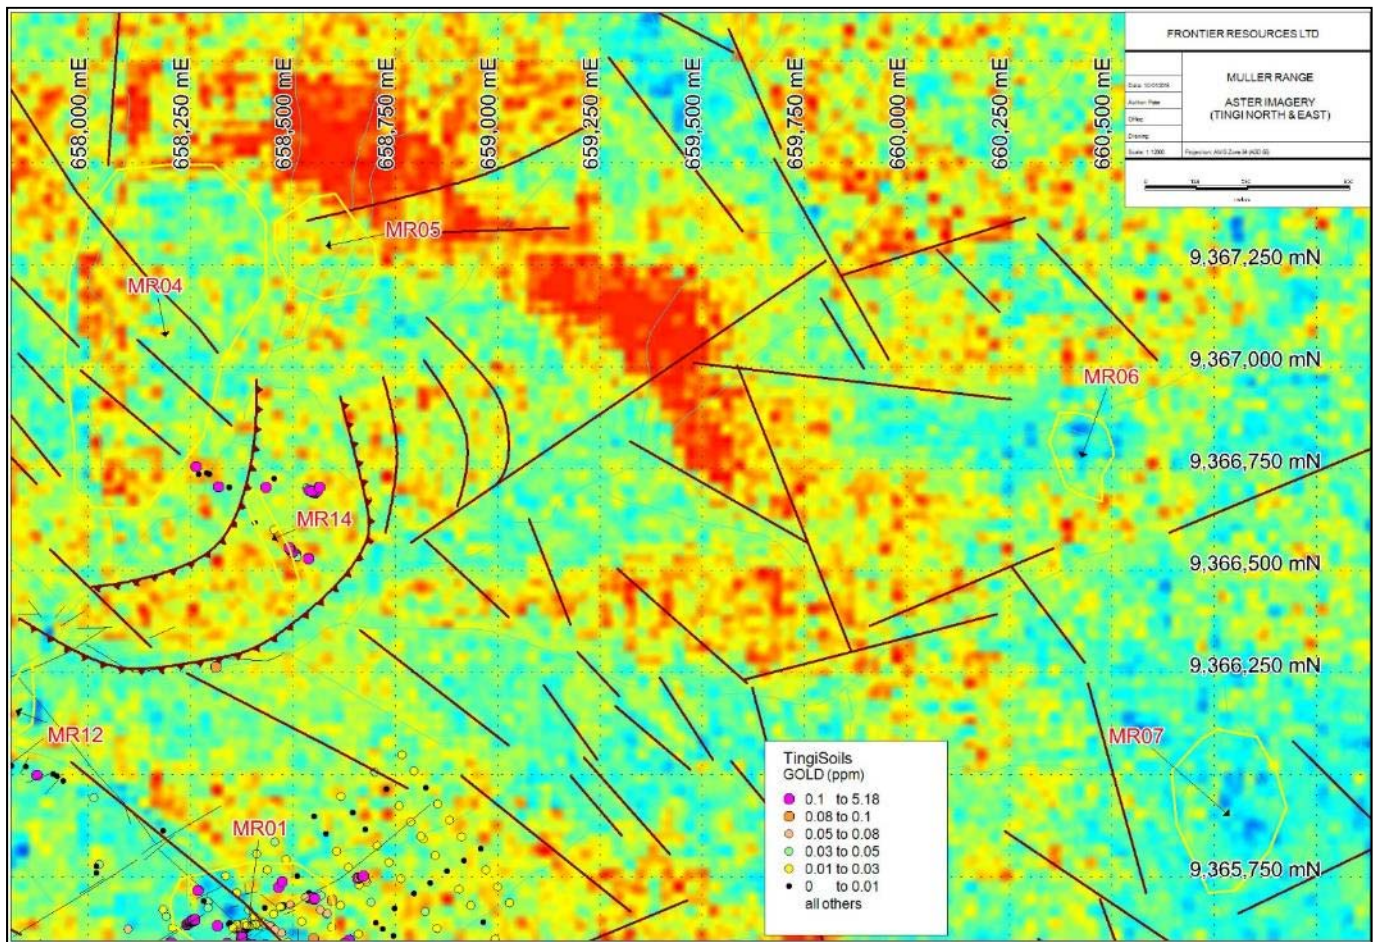 FRONTIER RESOURCES LTD
MULLER RANGE
ASTER IMAGERY
(TINGI NORTH & EAST)
658,000 mE
658,250 mE
658,500 mE
658,750 mE
659,000 mE
659,250 mE
659,500 mE
659,750 mE
660,000 mE
660,250 mE
660,500 mE
MR05
9,367,250 mN
MR04
9,367,000 mN
MR06
9,366,750 mN
MR14
9,366,500 mN
9,366,250 mN
MR12
MR07
TingiSoils
GOLD (ppm)
0.1 to 5.18
0.08 to 0.1
0.05 to 0.08
0.03 to 0.05
0.01 to 0.03
0 to 0.01
all others
MR01
9,365,750 mN